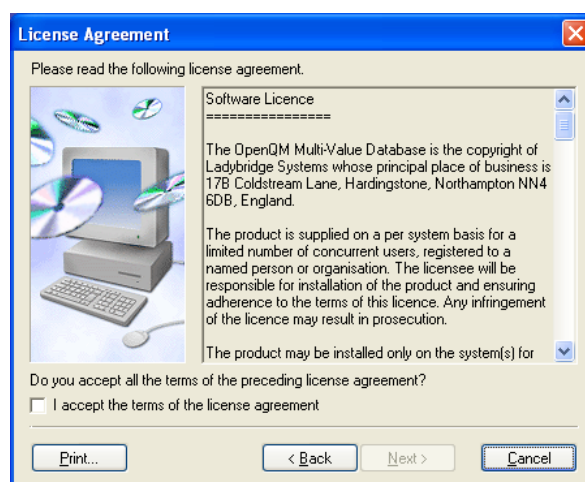 License Agreement
Please read the following license agreement.
Software Licence
================
The OpenQM Multi-Value Database is the copyright of
Ladybridge Systems whose principal place of business is
17B Coldstream Lane, Hardingstone, Northampton NN4
6DB, England.
The product is supplied on a per system basis for a
limited number of concurrent users, registered to a
named person or organisation. The licensee will be
responsible for installation of the product and ensuring
adherence to the terms of this licence. Any infringement
of the licence may result in prosecution.
The product may be installed only on the system(s) for
Do you accept all the terms of the preceding license agreement?
I accept the terms of the license agreement
Print...
< Back
Next >
Cancel